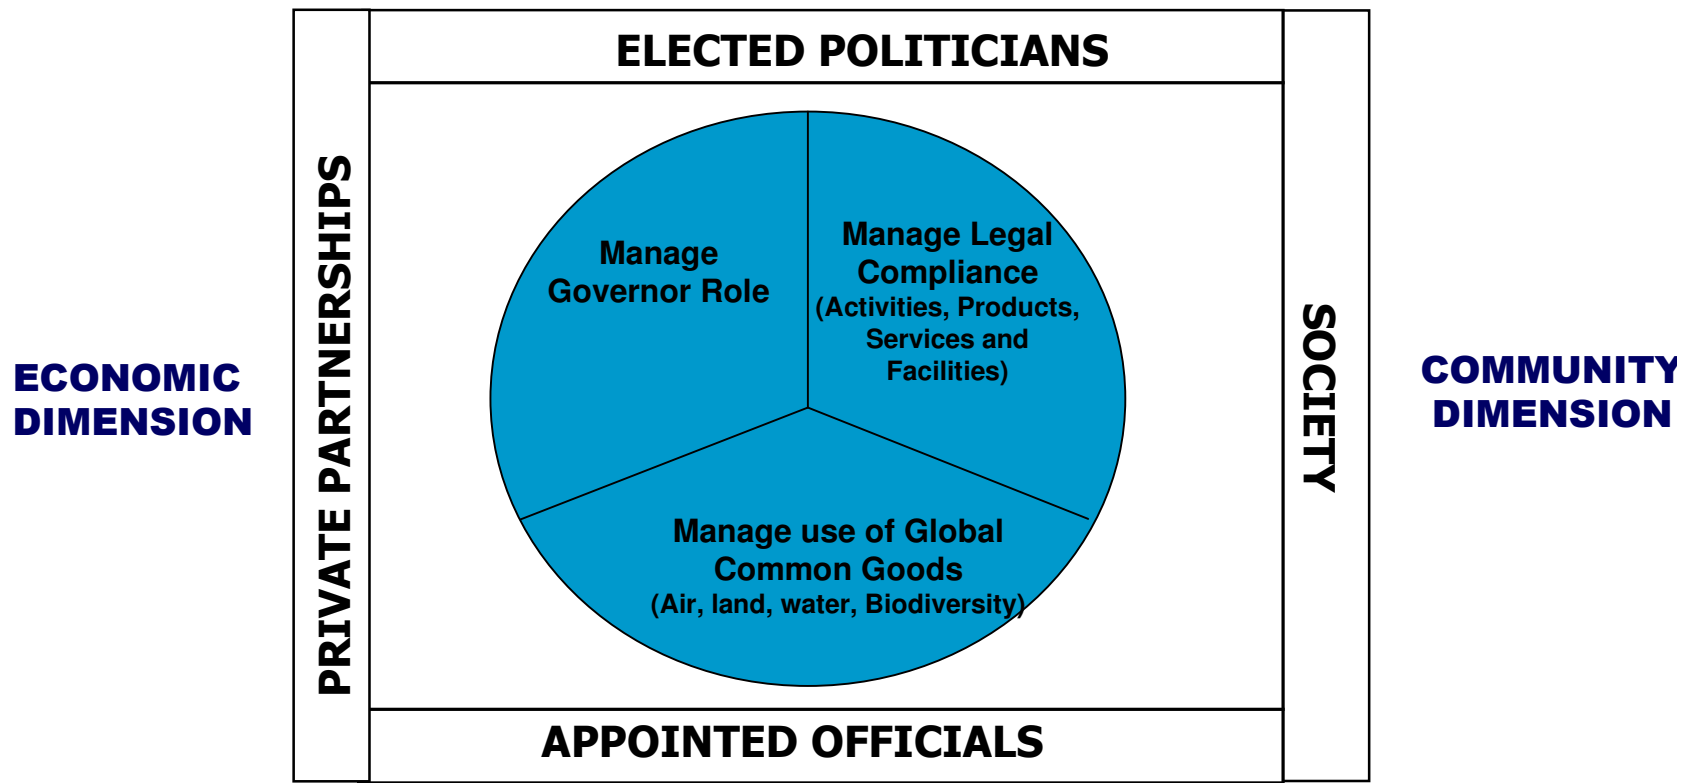 ELECTED POLITICIANS
ECONOMIC
DIMENSION
PRIVATE PARTNERSHIPS
Manage
Governor Role
Manage Legal
Compliance
(Activities, Products,
Services and
Facilities)
Manage use of Global
Common Goods
(Air, land, water, Biodiversity)
SOCIETY
COMMUNITY
DIMENSION
APPOINTED OFFICIALS